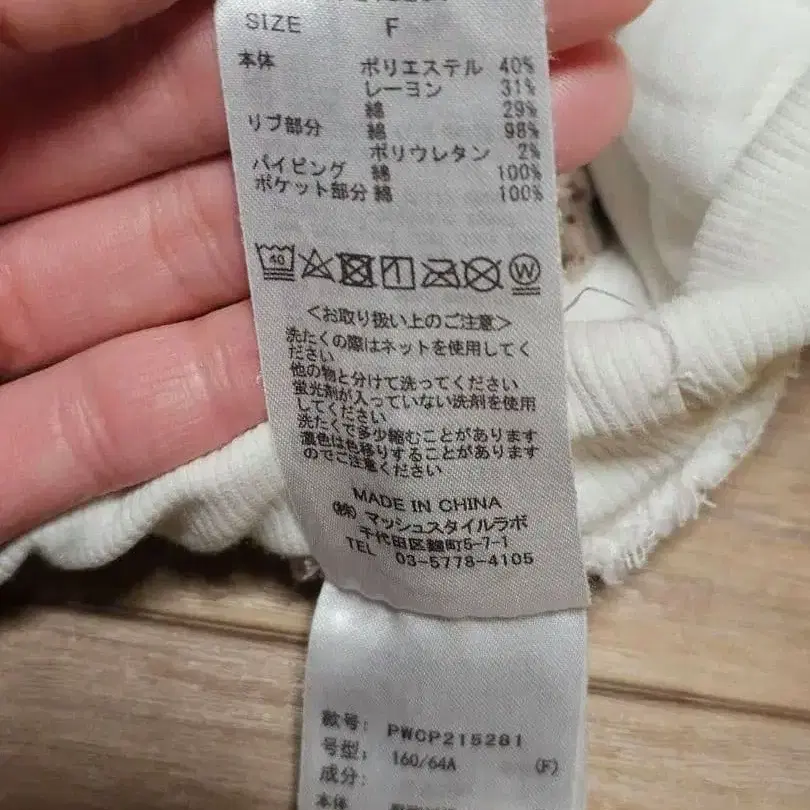 SIZE F
本体 ポリエステル 40%
レーヨン 31%
綿 29%
リブ部分 綿 98%
ポリウレタン 2%
パイピング 綿 100%
ポケット部分 綿 100%
40 W
<お取り扱い上のご注意>
洗たくの際はネットを使用してく
ださい
他の物と分けて洗ってください
蛍光剤が入っていない洗剤を使用
してください
洗たくで多少縮むことがあります
濃色は色移りすることがあります
のでご注意ください
MADE IN CHINA
(株) マッシュスタイルラボ
千代田区麹町5-7-1
TEL 03-5778-4105
款号: PWCP215281
号型: 160/64A (F)
成分:
本体